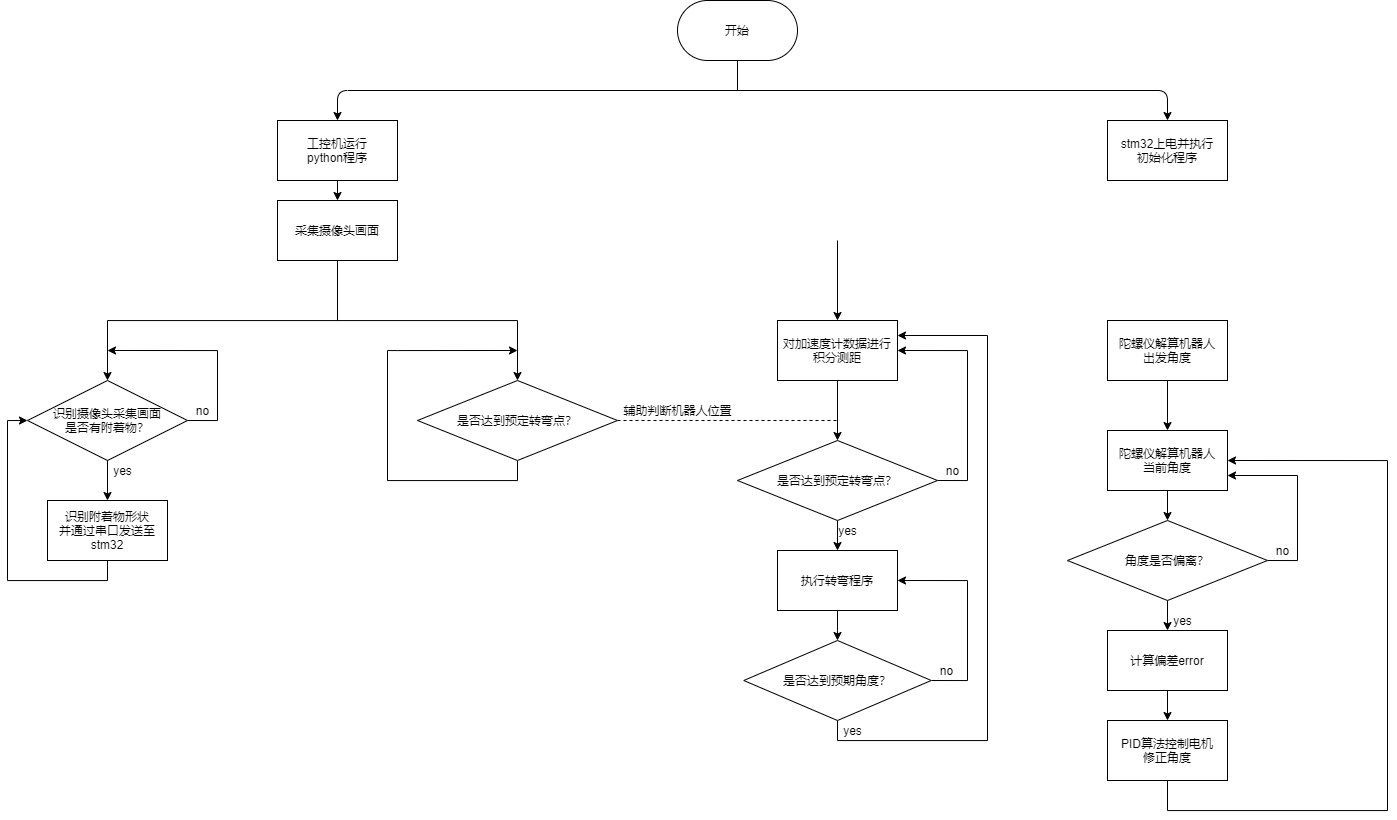 开始
工控机运行
python程序
stm32上电并执行
初始化程序
采集摄像头画面
对加速度计数据进行
积分测距
陀螺仪解算机器人
出发角度
识别摄像头采集画面
是否有附着物?
no
yes
识别附着物形状
并通过串口发送至
stm32
是否达到预定转弯点?
辅助判断机器人位置
是否达到预定转弯点?
no
yes
执行转弯程序
是否达到预期角度?
no
yes
陀螺仪解算机器人
当前角度
角度是否偏离?
no
yes
计算偏差error
PID算法控制电机
修正角度